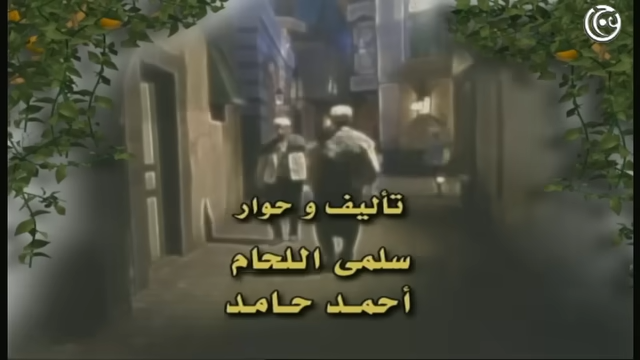 تأليف و حوار
سلمى اللحام
أحمد حامد